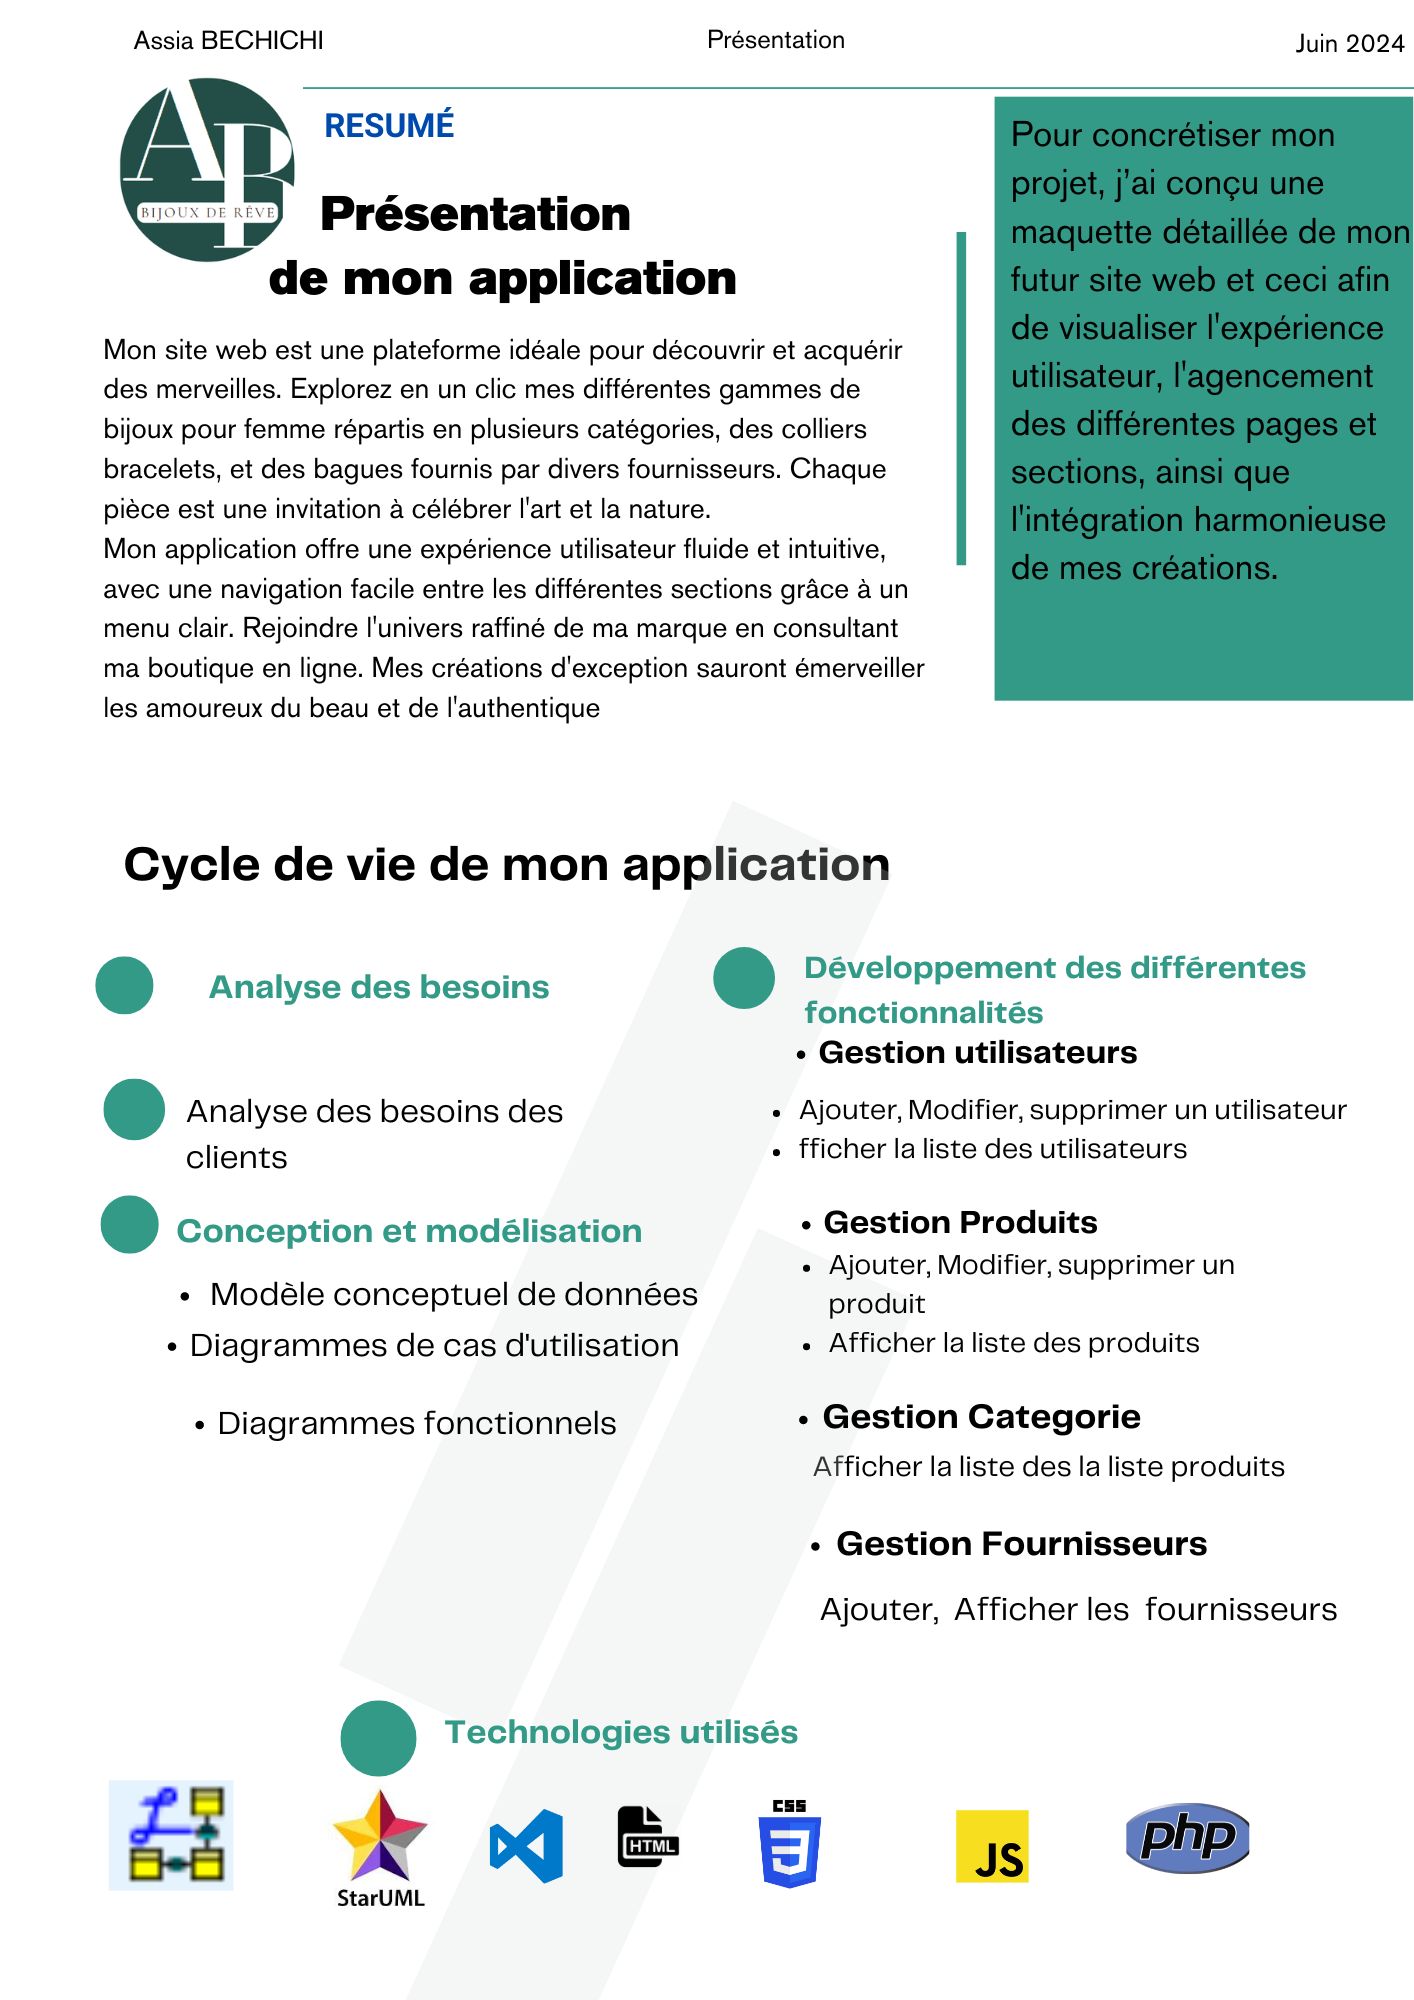 Assia BECHICHI
Présentation
Juin 2024
AB
BIJOUX DE RÊVE
RESUMÉ
Présentation
de mon application
Mon site web est une plateforme idéale pour découvrir et acquérir
des merveilles. Explorez en un clic mes différentes gammes de
bijoux pour femme répartis en plusieurs catégories, des colliers
bracelets, et des bagues fournis par divers fournisseurs. Chaque
pièce est une invitation à célébrer l'art et la nature.
Mon application offre une expérience utilisateur fluide et intuitive,
avec une navigation facile entre les différentes sections grâce à un
menu clair. Rejoindre l'univers raffiné de ma marque en consultant
ma boutique en ligne. Mes créations d'exception sauront émerveiller
les amoureux du beau et de l'authentique
Pour concrétiser mon
projet, j’ai conçu une
maquette détaillée de mon
futur site web et ceci afin
de visualiser l'expérience
utilisateur, l'agencement
des différentes pages et
sections, ainsi que
l'intégration harmonieuse
de mes créations.
Cycle de vie de mon application
Analyse des besoins
Analyse des besoins des
clients
Conception et modélisation
• Modèle conceptuel de données
• Diagrammes de cas d'utilisation
• Diagrammes fonctionnels
Développement des différentes
fonctionnalités
• Gestion utilisateurs
• Ajouter, Modifier, supprimer un utilisateur
• fficher la liste des utilisateurs
• Gestion Produits
• Ajouter, Modifier, supprimer un
produit
• Afficher la liste des produits
• Gestion Categorie
Afficher la liste des la liste produits
• Gestion Fournisseurs
Ajouter, Afficher les fournisseurs
Technologies utilisés
StarUML
HTML
CSS
3
JS
php